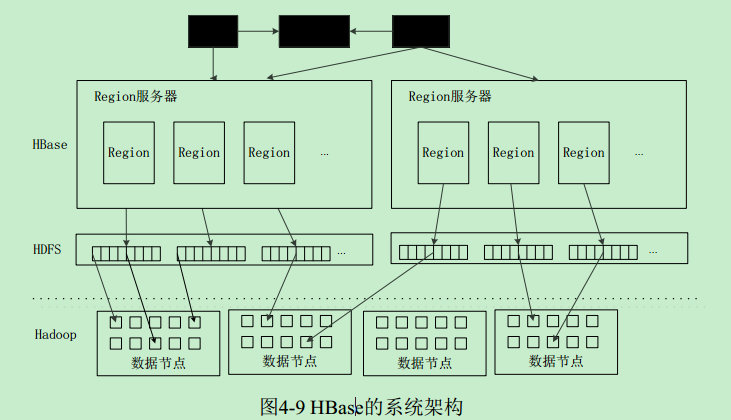 Region服务器
Region服务器
HBase
Region
Region
Region
...
Region
Region
Region
...
HDFS
...
...
Hadoop
数据节点
数据节点
数据节点
数据节点
图4-9 HBase的系统架构